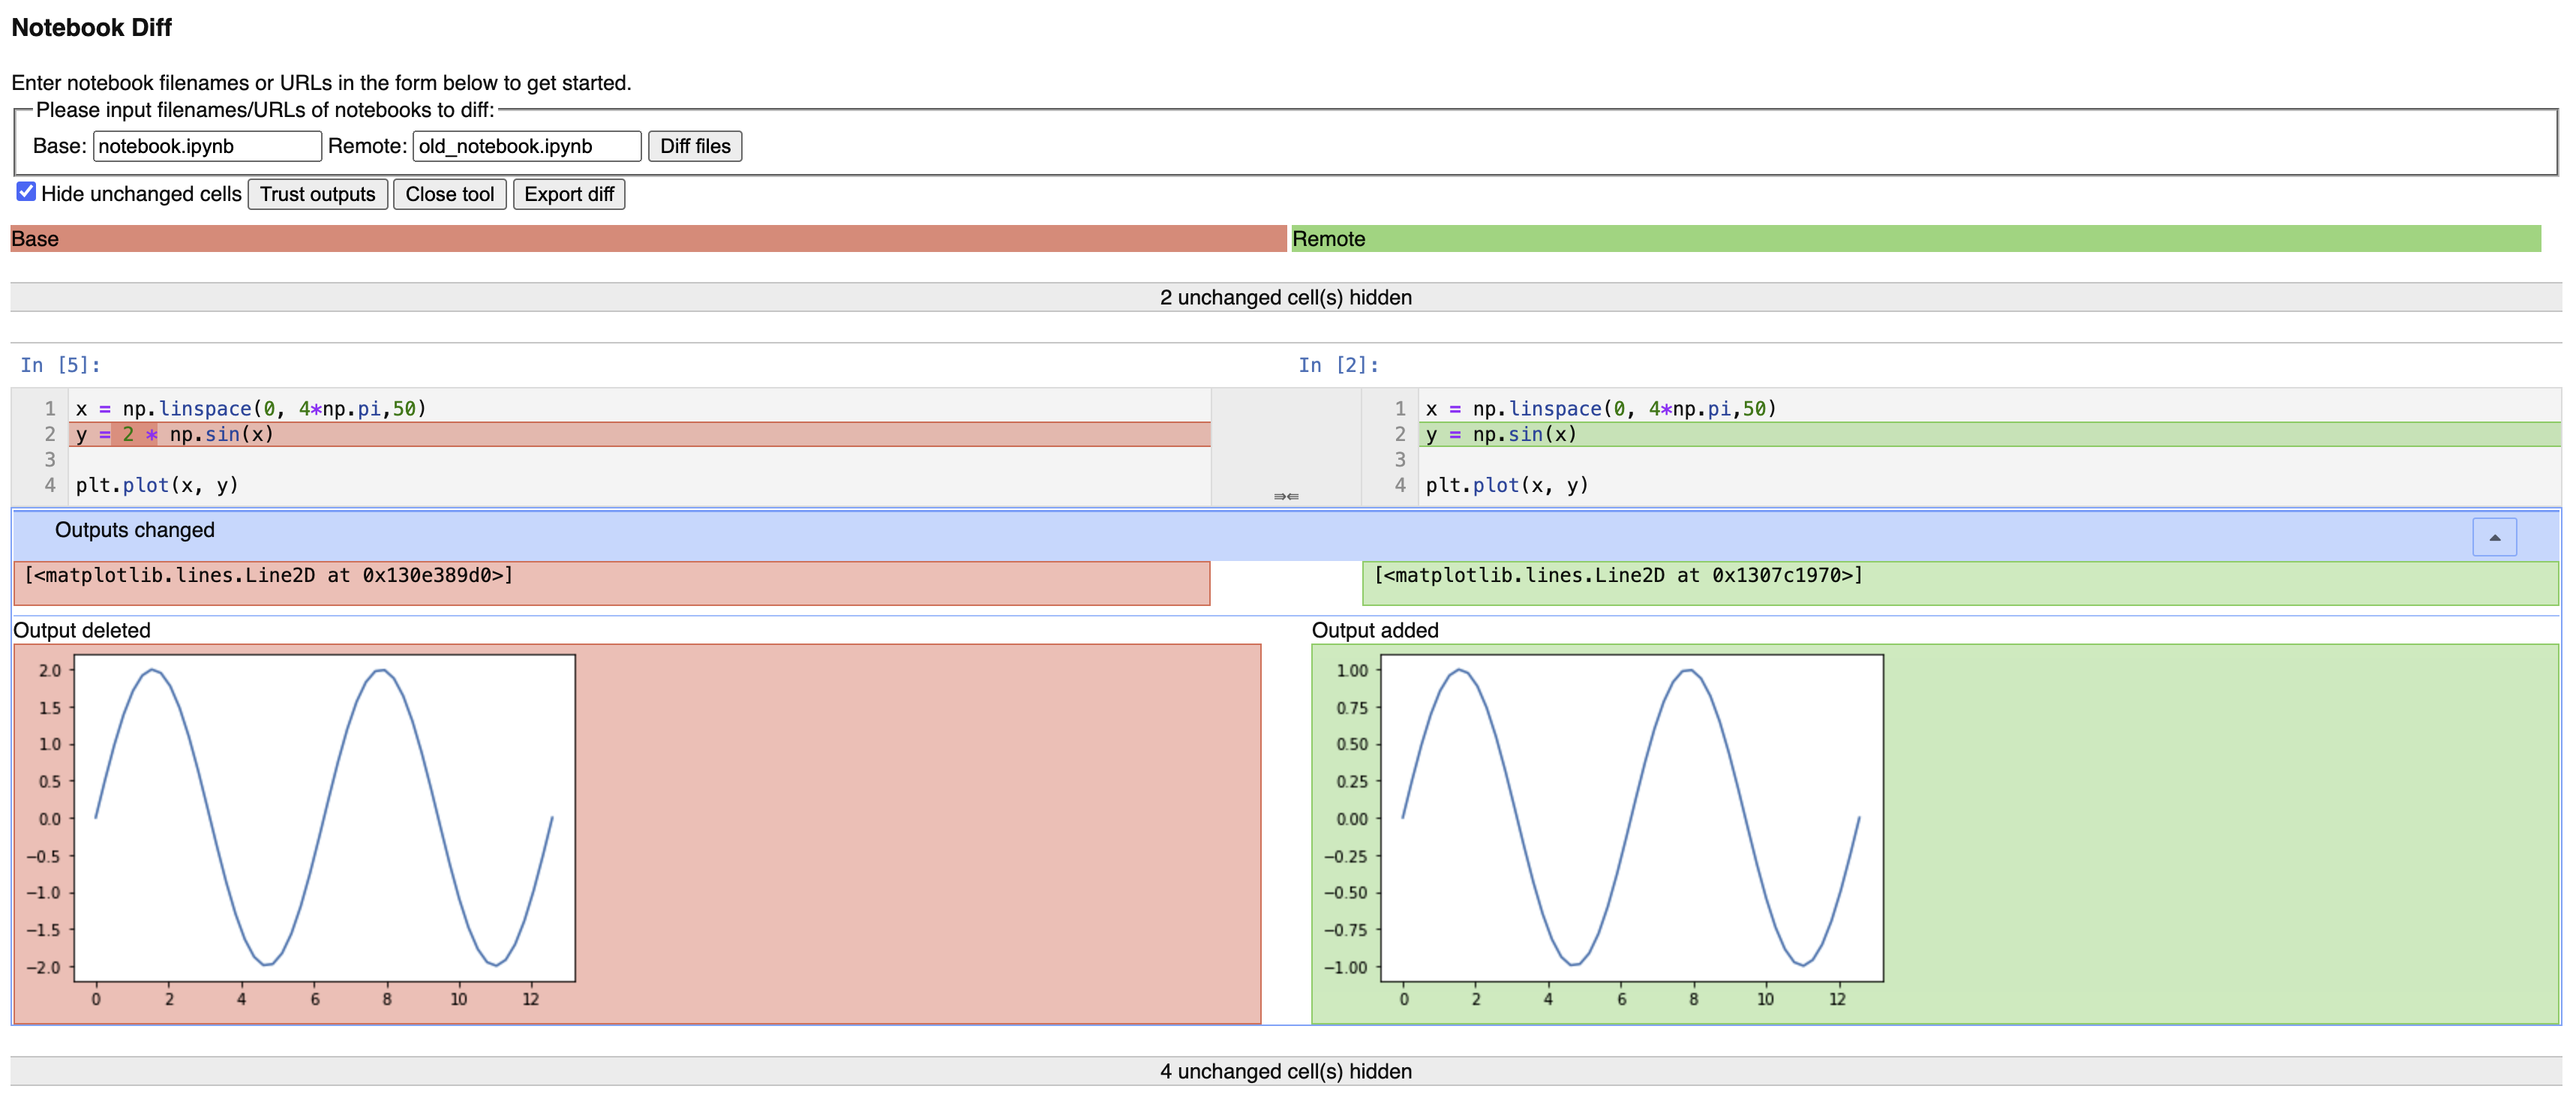 Notebook Diff
Enter notebook filenames or URLs in the form below to get started.
Please input filenames/URLs of notebooks to diff:
Base: notebook.ipynb Remote: old_notebook.ipynb Diff files
Hide unchanged cells Trust outputs Close tool Export diff
Base
Remote
2 unchanged cell(s) hidden
In [5]:
1 x = np.linspace(0, 4*np.pi,50)
2 y = 2 * np.sin(x)
3
4 plt.plot(x, y)
In [2]:
1 x = np.linspace(0, 4*np.pi,50)
2 y = np.sin(x)
3
4 plt.plot(x, y)
Outputs changed
[<matplotlib.lines.Line2D at 0x130e389d0>]
[<matplotlib.lines.Line2D at 0x1307c1970>]
Output deleted
2.0
1.5
1.0
0.5
0.0
−0.5
−1.0
−1.5
−2.0
0 2 4 6 8 10 12
Output added
1.00
0.75
0.50
0.25
0.00
−0.25
−0.50
−0.75
−1.00
0 2 4 6 8 10 12
4 unchanged cell(s) hidden